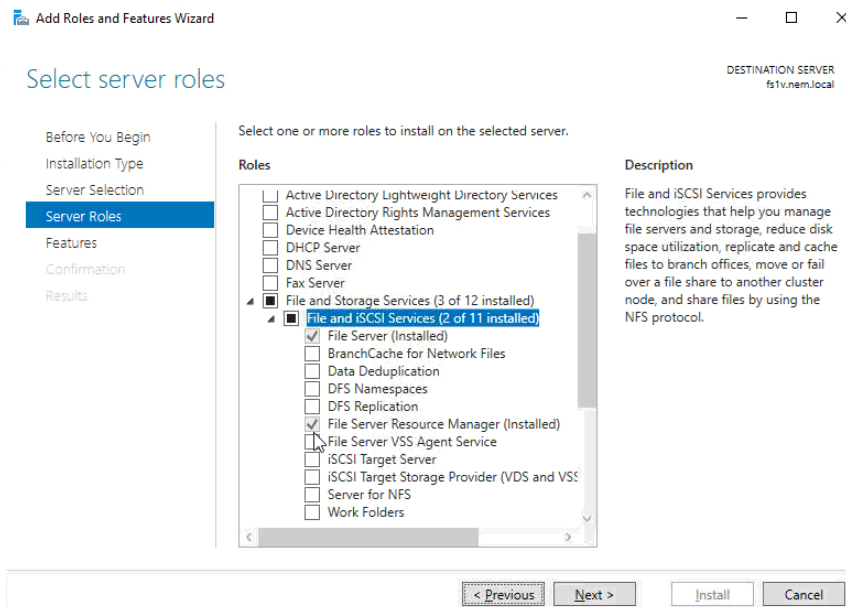 Add Roles and Features Wizard
Select server roles
DESTINATION SERVER
fs1v.nem.local
Before You Begin
Installation Type
Server Selection
Server Roles
Features
Confirmation
Results
Select one or more roles to install on the selected server.
Roles
Active Directory Lightweight Directory Services
Active Directory Rights Management Services
Device Health Attestation
DHCP Server
DNS Server
Fax Server
File and Storage Services (3 of 12 installed)
File and iSCSI Services (2 of 11 installed)
File Server (Installed)
BranchCache for Network Files
Data Deduplication
DFS Namespaces
DFS Replication
File Server Resource Manager (Installed)
File Server VSS Agent Service
iSCSI Target Server
iSCSI Target Storage Provider (VDS and VSS
Server for NFS
Work Folders
Description
File and iSCSI Services provides
technologies that help you manage
file servers and storage, reduce disk
space utilization, replicate and cache
files to branch offices, move or fail
over a file share to another cluster
node, and share files by using the
NFS protocol.
< Previous
Next >
Install
Cancel